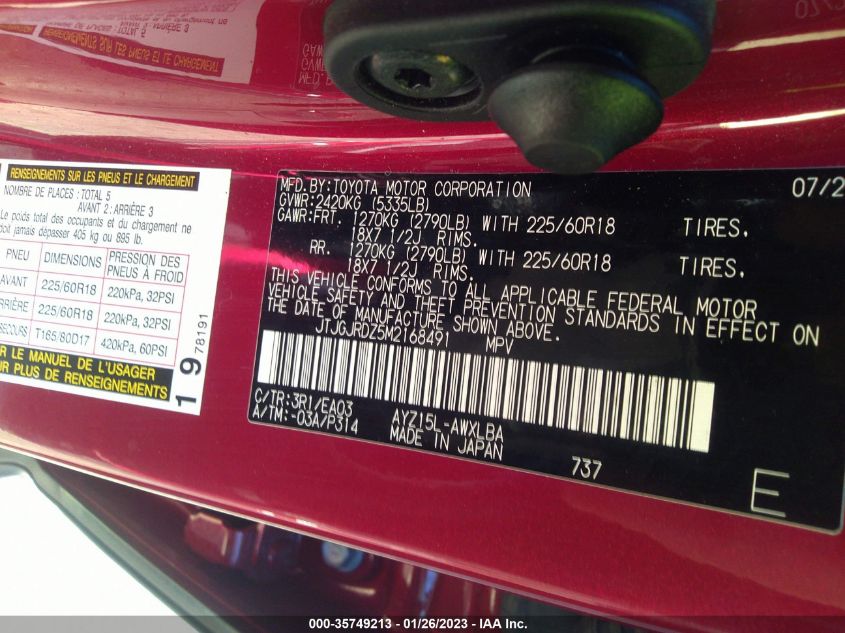 RENSEIGNEMENTS SUR LES PNEUS ET LE CHARGEMENT
NOMBRE DE PLACES : TOTAL 5
AVANT 2 : ARRIÈRE 3
Le poids total des occupants et du chargement ne
doit jamais dépasser 405 kg ou 895 lb.
PNEU DIMENSIONS PRESSION DES PNEUS À FROID
AVANT 225/60R18 220kPa, 32PSI
ARRIÈRE 225/60R18 220kPa, 32PSI
SECOURS T165/80D17 420kPa, 60PSI
LE MANUEL DE L'USAGER
POUR PLUS DE RENSEIGNEMENTS
19 78191
MFD.BY:TOYOTA MOTOR CORPORATION 07/2
GVWR:2420KG (5335LB)
GAWR:FRT. 1270KG (2790LB) WITH 225/60R18 TIRES.
18X7 1/2J RIMS.
RR. 1270KG (2790LB) WITH 225/60R18 TIRES.
18X7 1/2J RIMS.
THIS VEHICLE CONFORMS TO ALL APPLICABLE FEDERAL MOTOR
VEHICLE SAFETY AND THEFT PREVENTION STANDARDS IN EFFECT ON
THE DATE OF MANUFACTURE SHOWN ABOVE.
JTJGJRDZ5M2168491 MPV
C/TR:3R1/EA03 AYZ15L-AWXLBA
A/TM:-03A/P314 MADE IN JAPAN
737
E
000-35749213 - 01/26/2023 - IAA Inc.